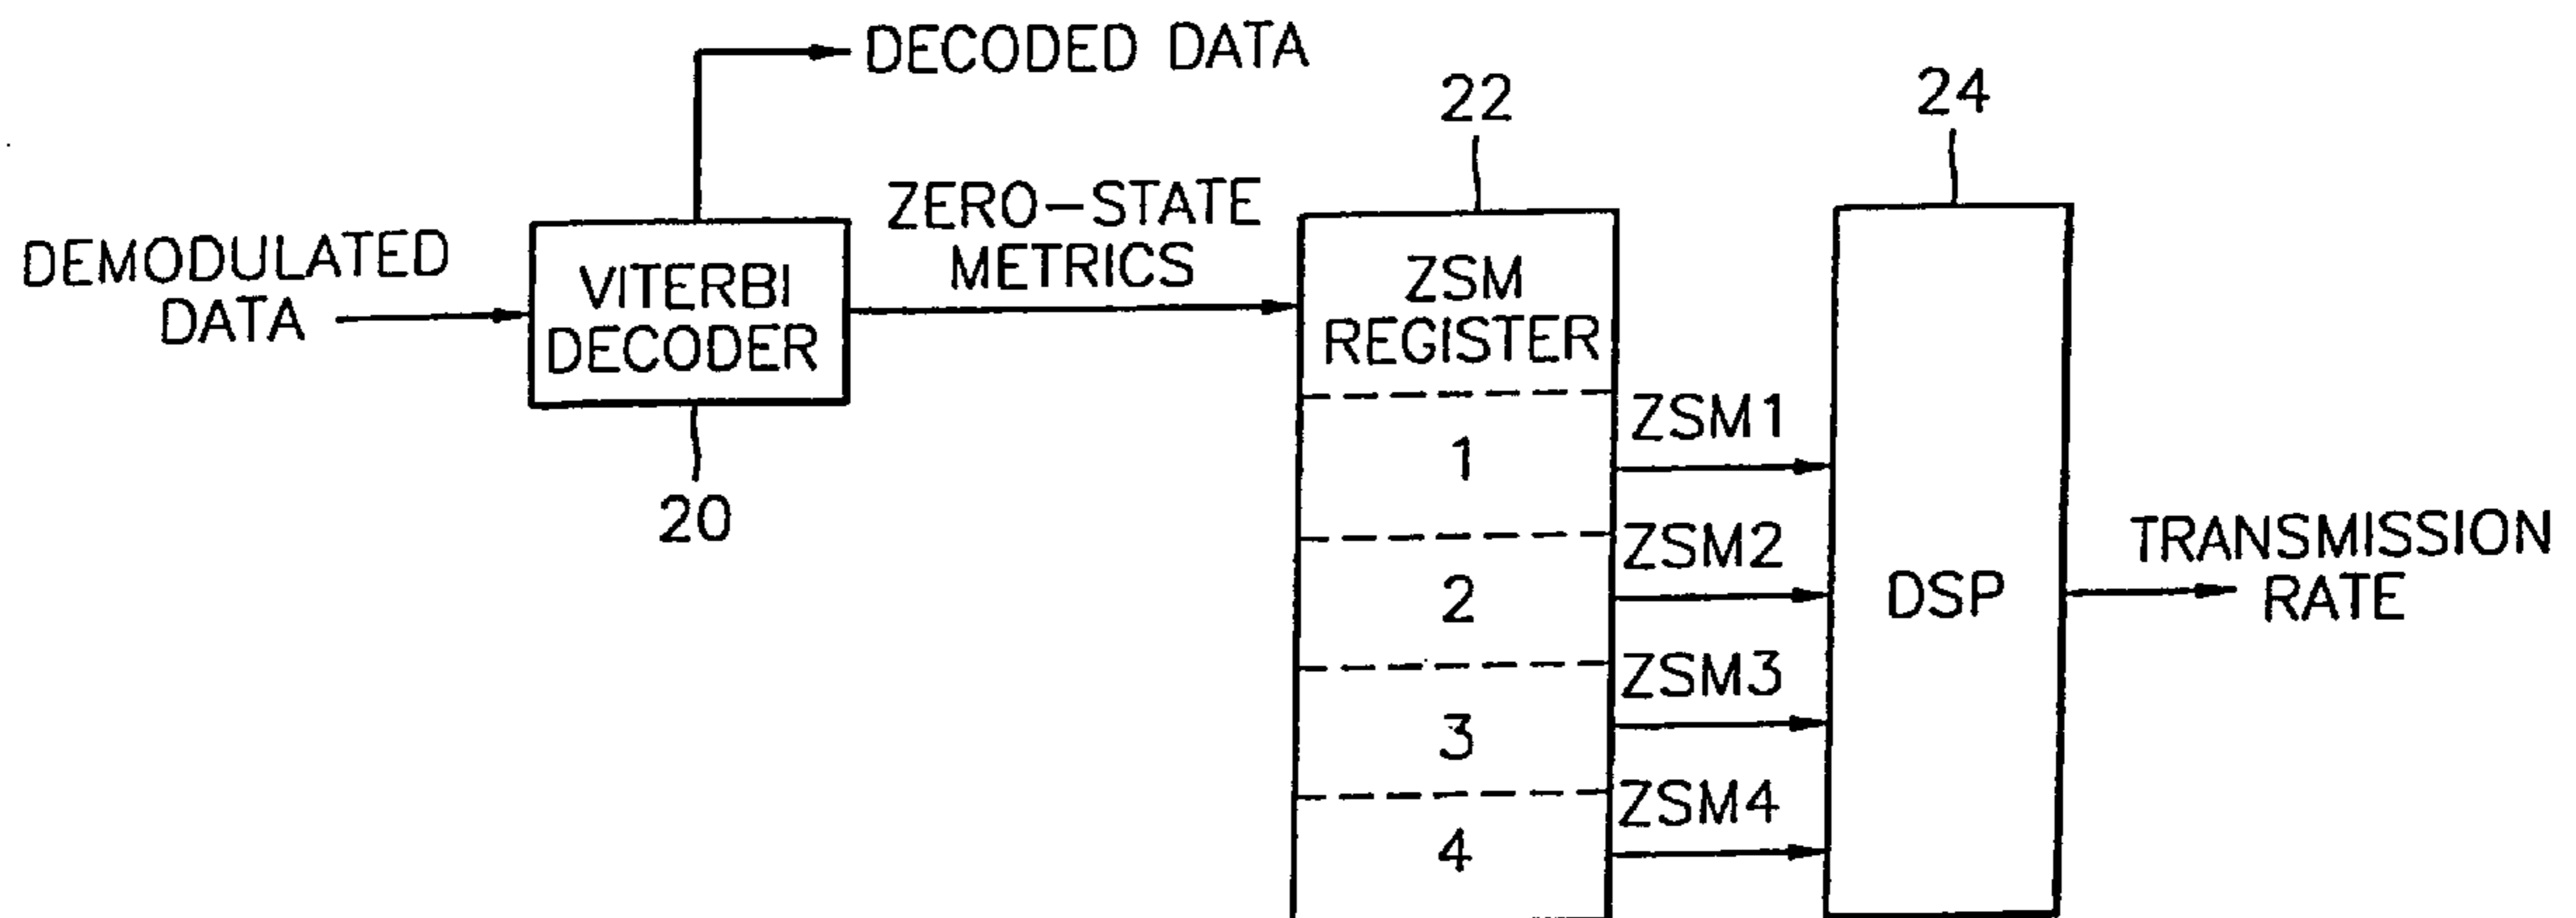 DECODED DATA
22
24
ZERO-STATE
METRICS
DEMODULATED
DATA
VITERBI
DECODER
20
ZSM
REGISTER
1
2
3
4
ZSM1
ZSM2
ZSM3
ZSM4
DSP
TRANSMISSION
RATE